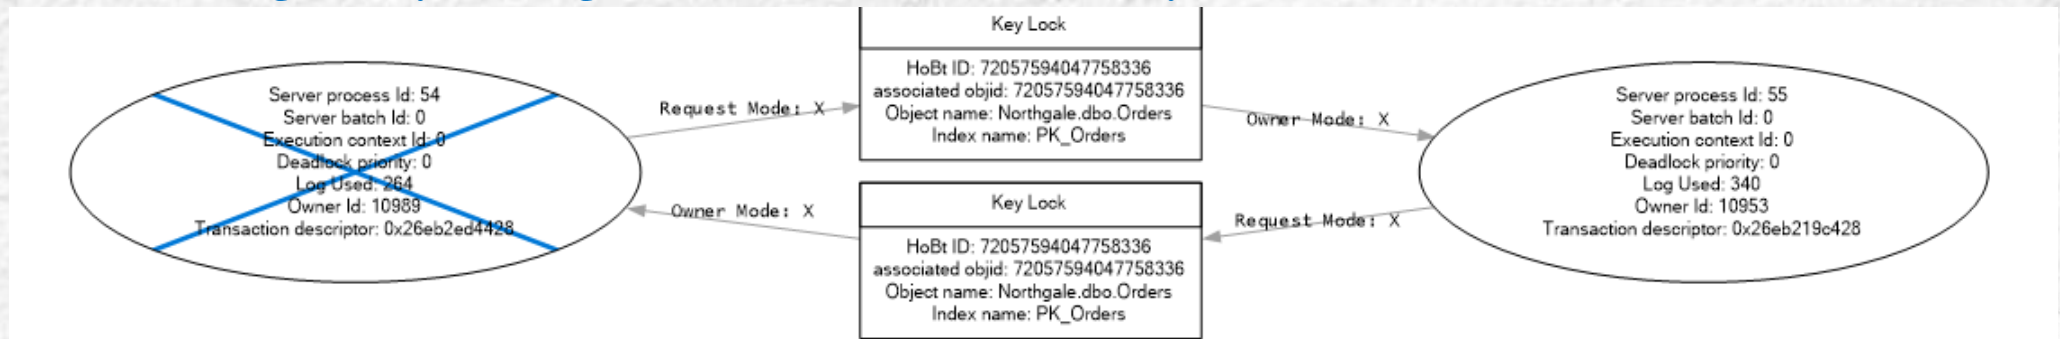 Server process Id: 54
Server batch Id: 0
Execution context Id: 0
Deadlock priority: 0
Log Used: 264
Owner Id: 10989
Transaction descriptor: 0x26eb2ed4428
Request Mode: X
Owner Mode: X
Key Lock
HoBt ID: 72057594047758336
associated objid: 72057594047758336
Object name: Northgale.dbo.Orders
Index name: PK_Orders
Key Lock
HoBt ID: 72057594047758336
associated objid: 72057594047758336
Object name: Northgale.dbo.Orders
Index name: PK_Orders
Owner Mode: X
Request Mode: X
Server process Id: 55
Server batch Id: 0
Execution context Id: 0
Deadlock priority: 0
Log Used: 340
Owner Id: 10953
Transaction descriptor: 0x26eb219c428